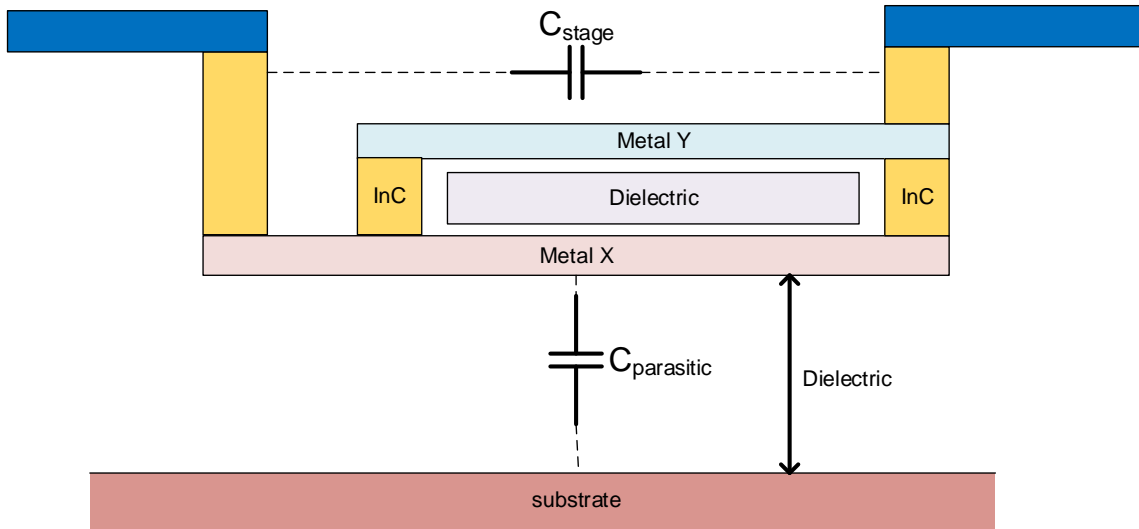 Cstage
Metal Y
InC
Dielectric
InC
Metal X
Cparasitic
Dielectric
substrate